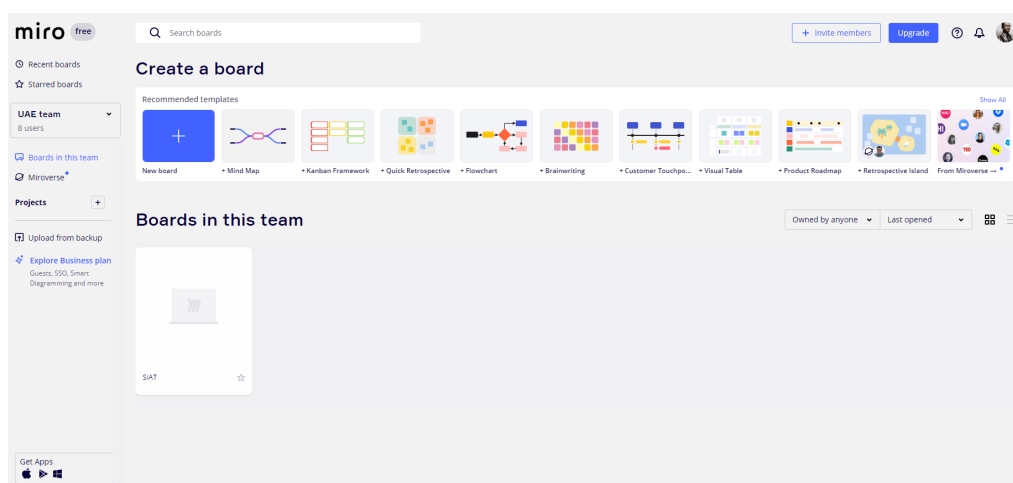 miro free
Search boards
+ Invite members
Upgrade
Recent boards
Starred boards
UAE team
8 users
Boards in this team
Miroverse
Projects
+
Upload from backup
Explore Business plan
Guests, SSO, Smart
Diagramming and more
Get Apps
Create a board
Recommended templates
Show All
New board
+ Mind Map
+ Kanban Framework
+ Quick Retrospective
+ Flowchart
+ Brainwriting
+ Customer Touchpo...
+ Visual Table
+ Product Roadmap
+ Retrospective Island
From Miroverse →
Boards in this team
Owned by anyone
Last opened
SiAT